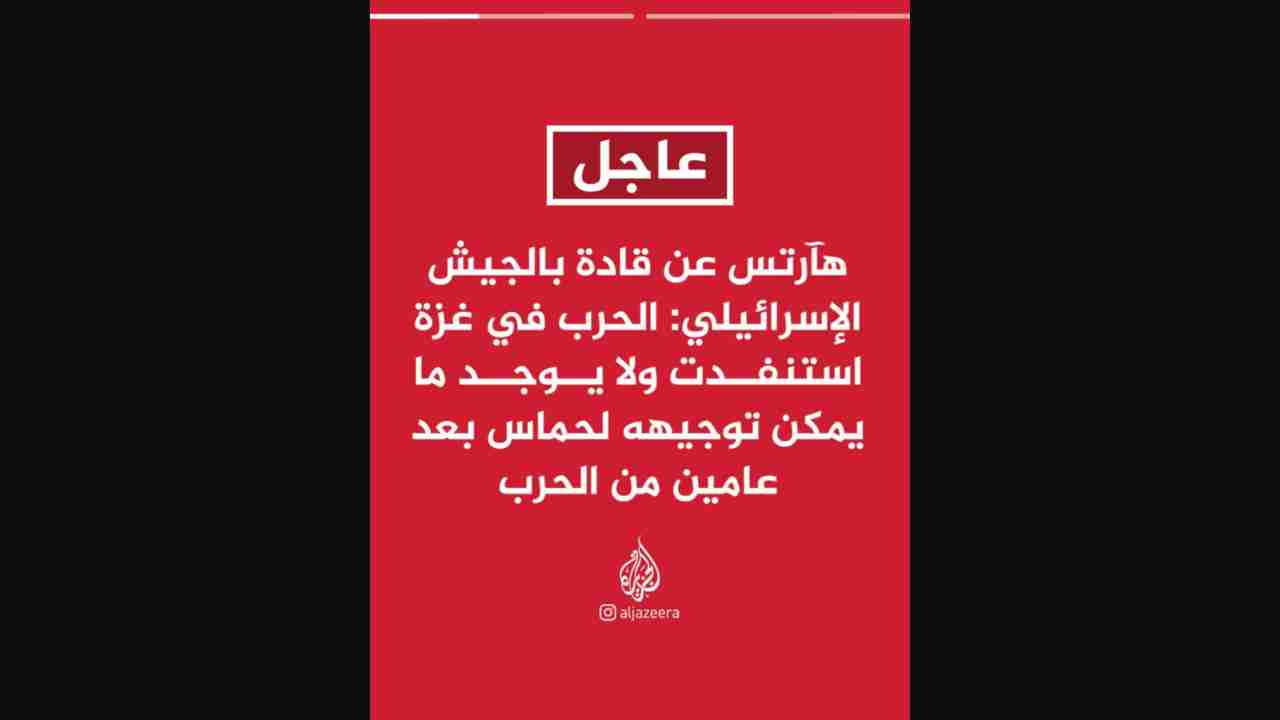 عاجل
هآرتس عن قادة بالجيش
الإسرائيلي: الحرب في غزة
استنفدت ولا يوجد ما
يمكن توجيهه لحماس بعد
عامين من الحرب
الجزيرة
aljazeera